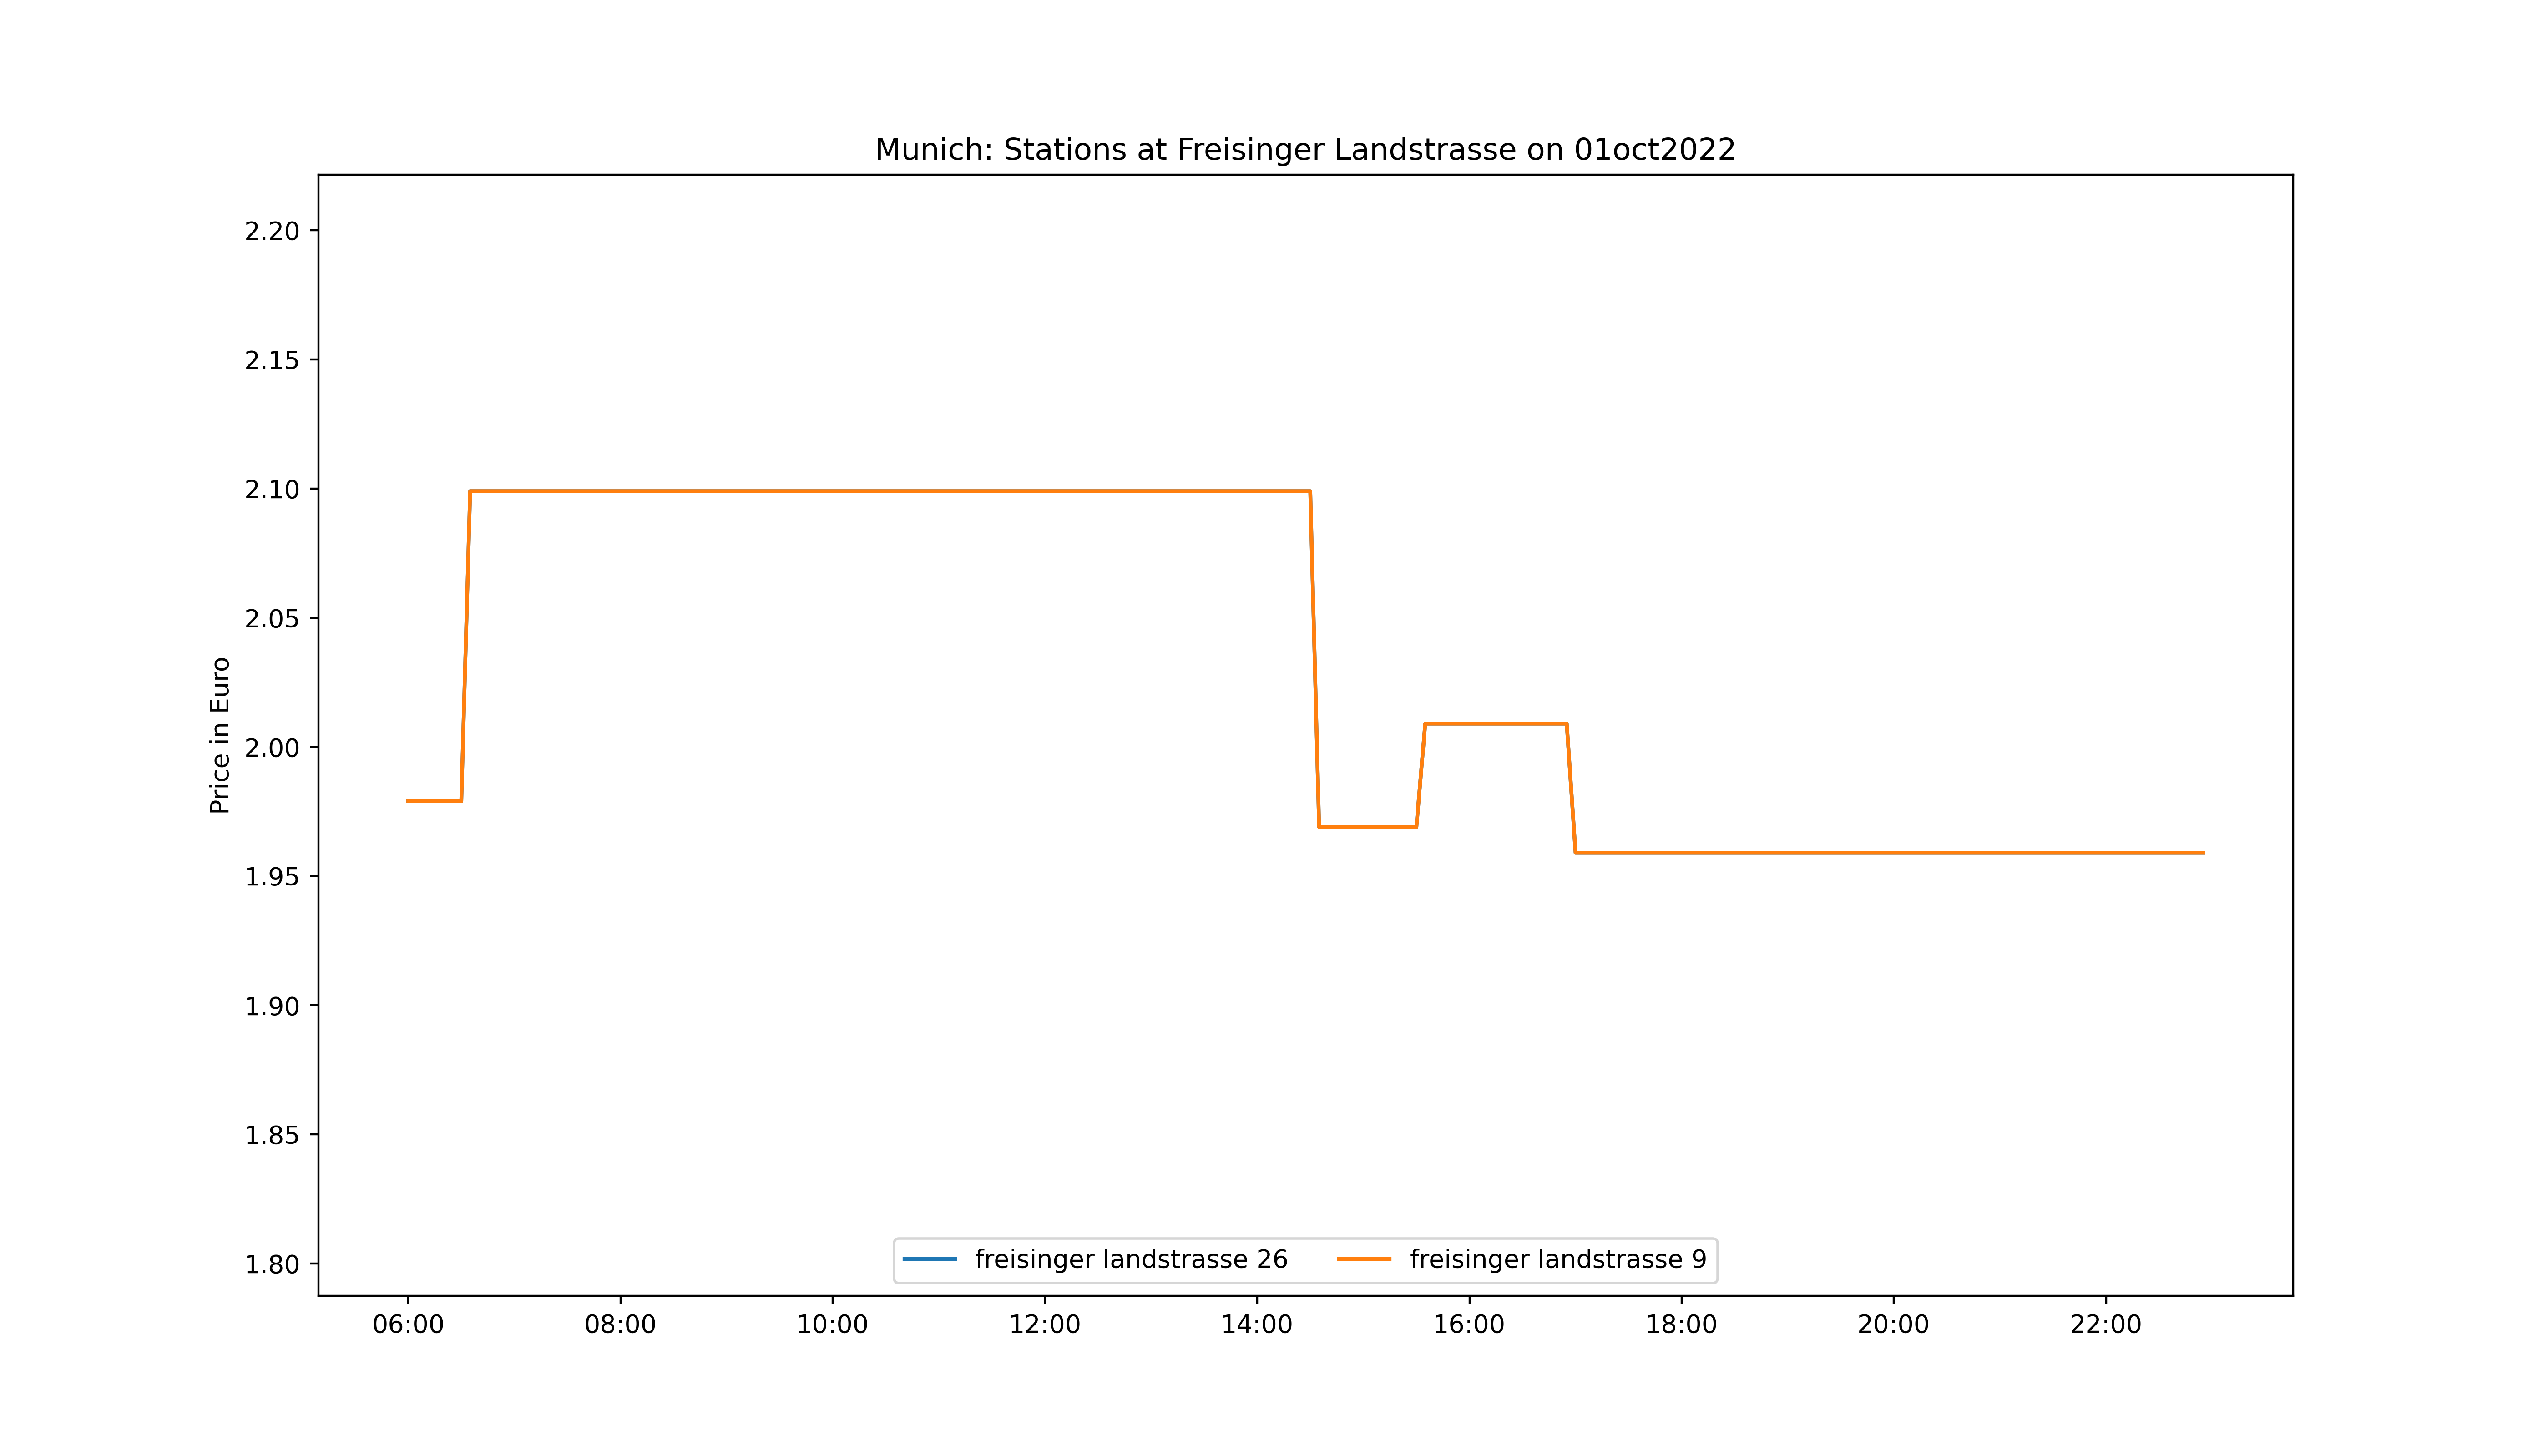 Munich: Stations at Freisinger Landstrasse on 01oct2022
Price in Euro
2.20
2.15
2.10
2.05
2.00
1.95
1.90
1.85
1.80
freisinger landstrasse 26 freisinger landstrasse 9
06:00 08:00 10:00 12:00 14:00 16:00 18:00 20:00 22:00